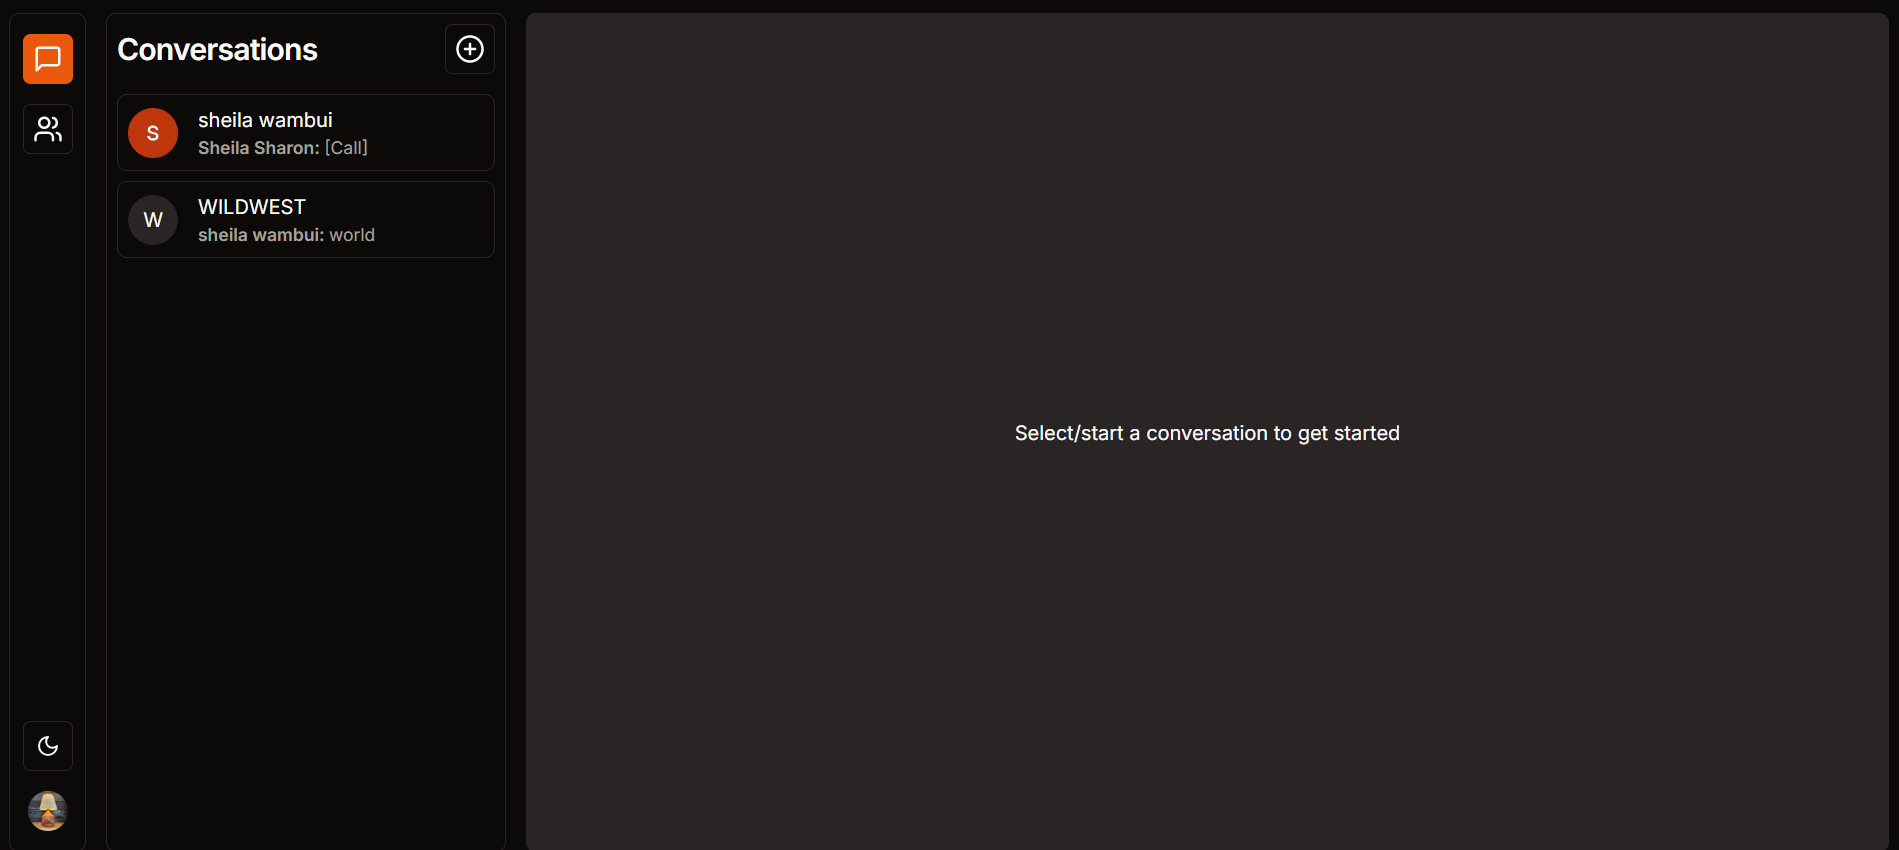 Conversations
S
sheila wambui
Sheila Sharon: [Call]
W
WILDWEST
sheila wambui: world
Select/start a conversation to get started